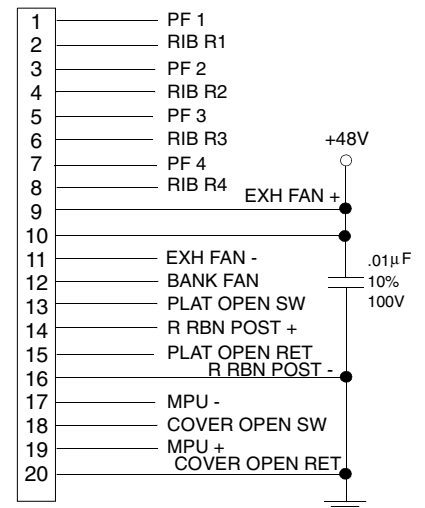 1 PF 1
2 RIB R1
3 PF 2
4 RIB R2
5 PF 3
6 RIB R3 +48V
7 PF 4
8 RIB R4
9 EXH FAN +
10
11 EXH FAN - .01μF
12 BANK FAN 10%
13 PLAT OPEN SW 100V
14 R RBN POST +
15 PLAT OPEN RET
16 R RBN POST -
17 MPU -
18 COVER OPEN SW
19 MPU +
20 COVER OPEN RET